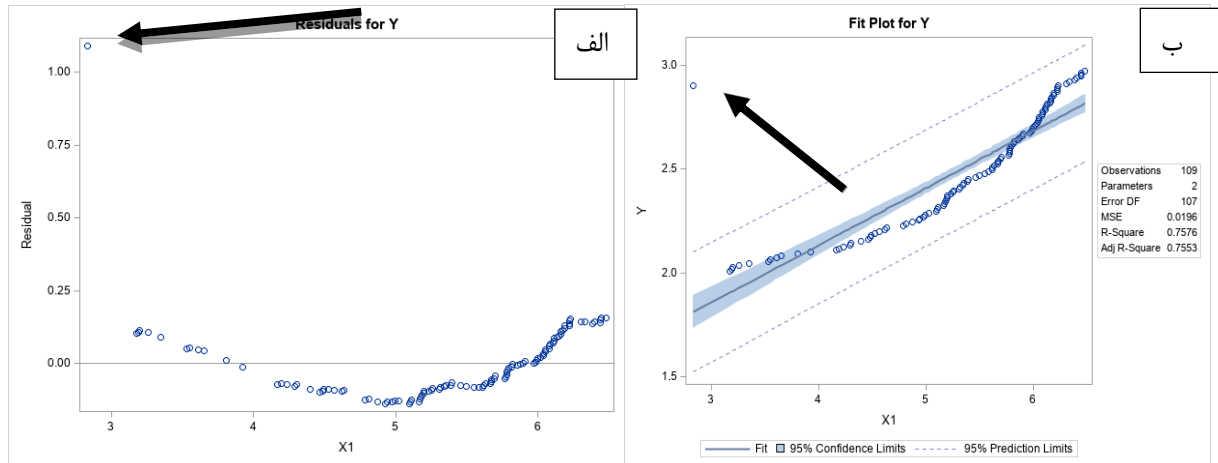 Residuals for Y
الف
1.00
0.75
0.50
0.25
0.00
Residual
3
4
5
6
X1
Fit Plot for Y
ب
3.0
2.5
2.0
1.5
Y
3
4
5
6
X1
Observations 109
Parameters 2
Error DF 107
MSE 0.0196
R-Square 0.7576
Adj R-Square 0.7553
Fit 95% Confidence Limits 95% Prediction Limits